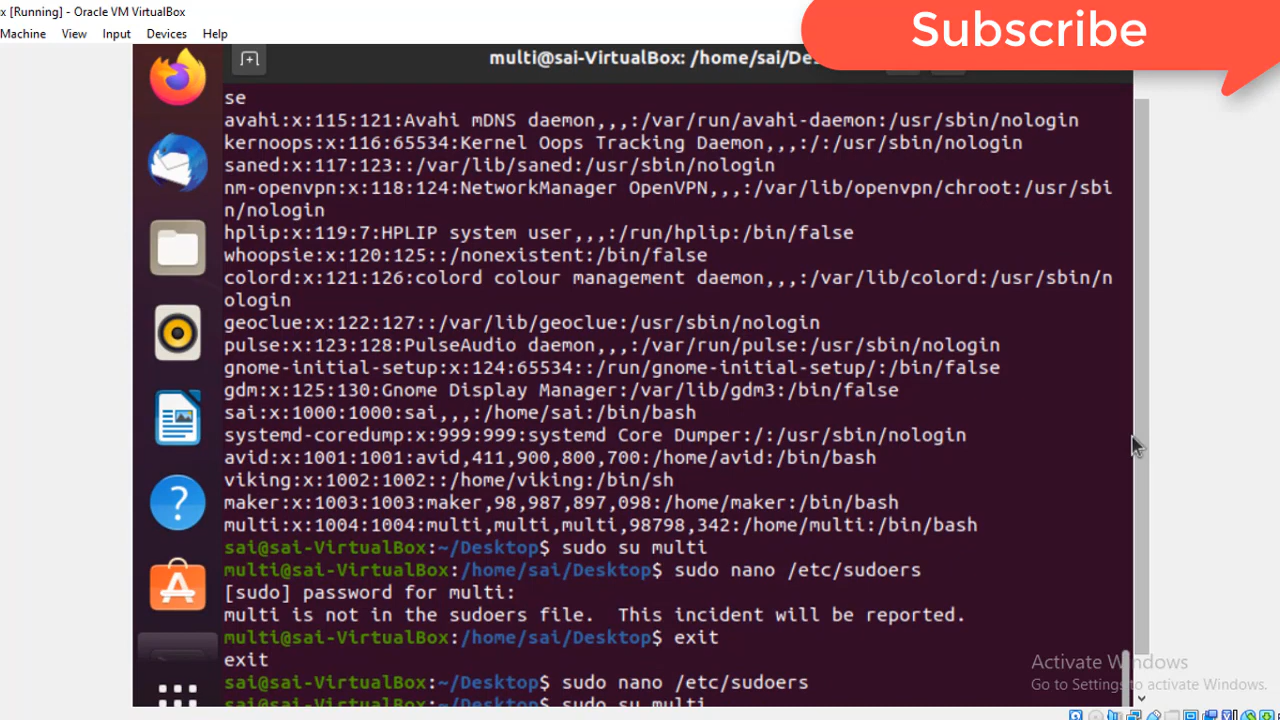 x [Running] - Oracle VM VirtualBox
Machine View Input Devices Help
Subscribe
multi@sai-VirtualBox: /home/sai/Des
se
avahi:x:115:121:Avahi mDNS daemon,,,:/var/run/avahi-daemon:/usr/sbin/nologin
kernoops:x:116:65534:Kernel Oops Tracking Daemon,,,:/:/usr/sbin/nologin
saned:x:117:123::/var/lib/saned:/usr/sbin/nologin
nm-openvpn:x:118:124:NetworkManager OpenVPN,,,:/var/lib/openvpn/chroot:/usr/sbi
n/nologin
hplip:x:119:7:HPLIP system user,,,:/run/hplip:/bin/false
whoopsie:x:120:125::/nonexistent:/bin/false
colord:x:121:126:colord colour management daemon,,,:/var/lib/colord:/usr/sbin/n
ologin
geoclue:x:122:127::/var/lib/geoclue:/usr/sbin/nologin
pulse:x:123:128:PulseAudio daemon,,,:/var/run/pulse:/usr/sbin/nologin
gnome-initial-setup:x:124:65534::/run/gnome-initial-setup/:/bin/false
gdm:x:125:130:Gnome Display Manager:/var/lib/gdm3:/bin/false
sai:x:1000:1000:sai,,,:/home/sai:/bin/bash
systemd-coredump:x:999:999:systemd Core Dumper:/:/usr/sbin/nologin
avid:x:1001:1001:avid,411,900,800,700:/home/avid:/bin/bash
viking:x:1002:1002::/home/viking:/bin/sh
maker:x:1003:1003:maker,98,987,897,098:/home/maker:/bin/bash
multi:x:1004:1004:multi,multi,multi,98798,342:/home/multi:/bin/bash
sai@sai-VirtualBox:~/Desktop$ sudo su multi
multi@sai-VirtualBox:/home/sai/Desktop$ sudo nano /etc/sudoers
[sudo] password for multi:
multi is not in the sudoers file.  This incident will be reported.
multi@sai-VirtualBox:/home/sai/Desktop$ exit
exit
sai@sai-VirtualBox:~/Desktop$ sudo nano /etc/sudoers
sai@sai-VirtualBox:~/Desktop$ sudo su multi
Activate Windows
Go to Settings to activate Windows.